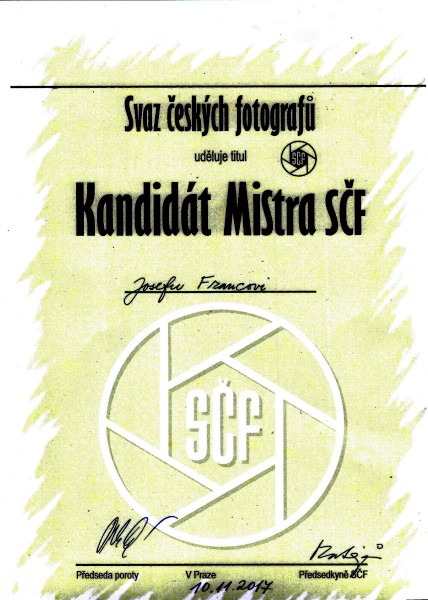 Svaz českých fotografů
uděluje titul
SČF
Kandidát Mistra SČF
Josefu Francovi
SČF
Předseda poroty V Praze Předsedkyně SČF
10.11.2017